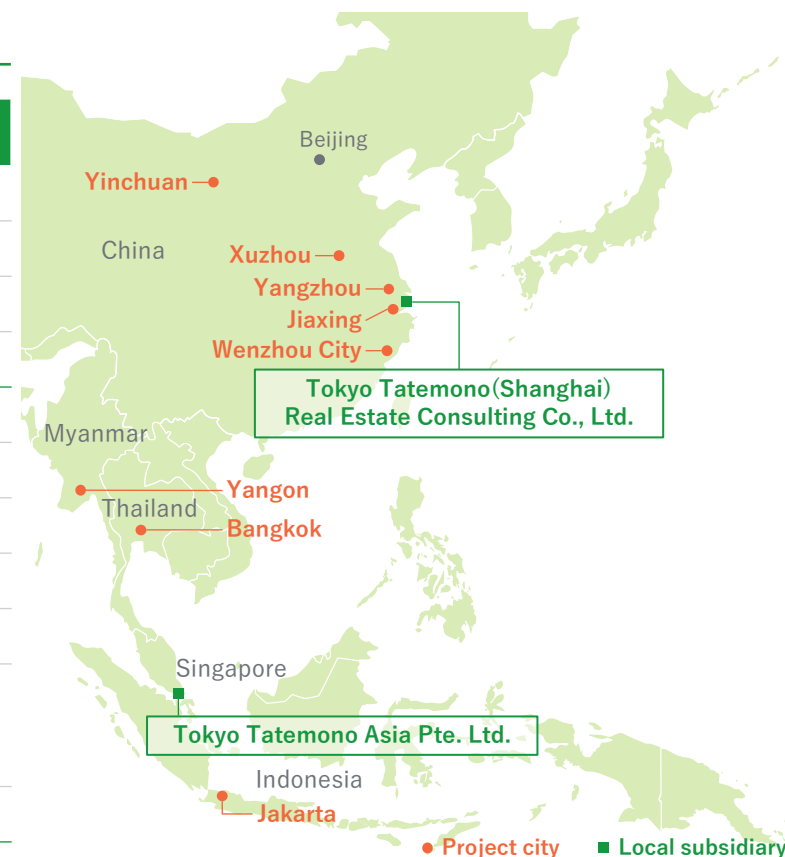 Beijing
Yinchuan
China
Xuzhou
Yangzhou
Jiaxing
Wenzhou City
Tokyo Tatemono(Shanghai)
Real Estate Consulting Co., Ltd.
Myanmar
Yangon
Thailand
Bangkok
Singapore
Tokyo Tatemono Asia Pte. Ltd.
Indonesia
Jakarta
Project city
Local subsidiary